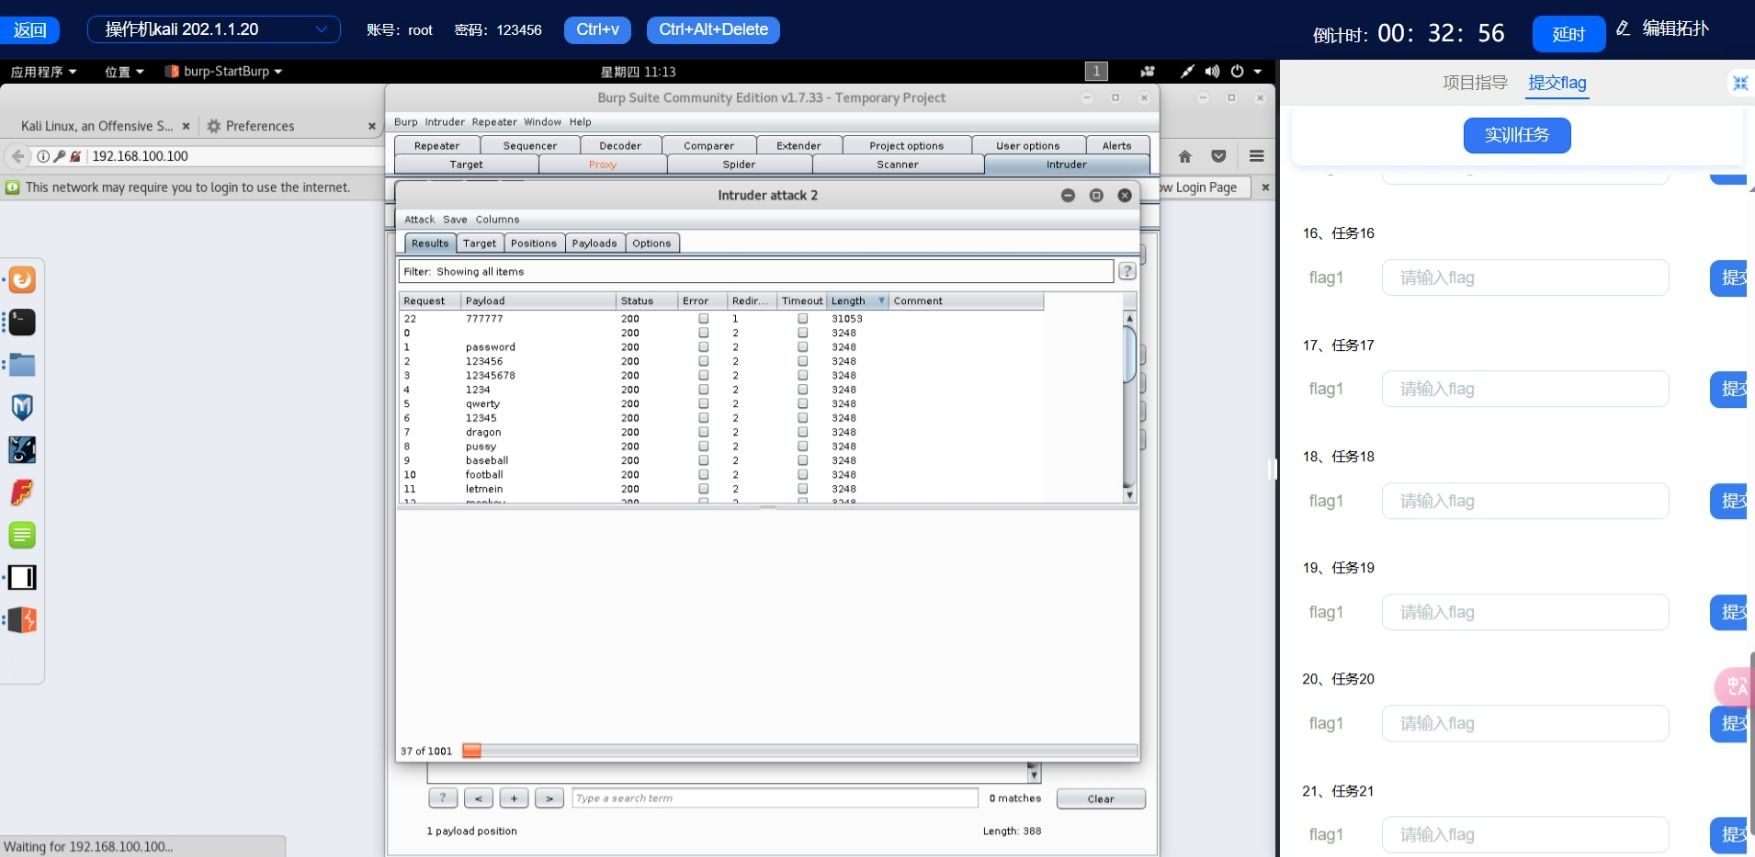 返回
操作机kali 202.1.1.20
账号：root 密码：123456
Ctrl+v
Ctrl+Alt+Delete
倒计时：00：32：56
延时
编辑拓扑
应用程序 位置 burp-StartBurp
星期四 11:13
1
项目指导 提交flag
实训任务
Burp Suite Community Edition v1.7.33 - Temporary Project
Burp Intruder Repeater Window Help
Kali Linux, an Offensive S... Preferences
Repeater Sequencer Decoder Comparer Extender Project options User options Alerts
Target Proxy Spider Scanner Intruder
192.168.100.100
This network may require you to login to use the internet.
ow Login Page
Intruder attack 2
Attack Save Columns
Results Target Positions Payloads Options
Filter: Showing all items
?
Request Payload Status Error Redir... Timeout Length Comment
22 777777 200 1 31053
0 200 2 3248
1 password 200 2 3248
2 123456 200 2 3248
3 12345678 200 2 3248
4 1234 200 2 3248
5 qwerty 200 2 3248
6 12345 200 2 3248
7 dragon 200 2 3248
8 pussy 200 2 3248
9 baseball 200 2 3248
10 football 200 2 3248
11 letmein 200 2 3248
12 monkey 200 2 3248
37 of 1001
? < + > Type a search term 0 matches Clear
1 payload position Length: 388
Waiting for 192.168.100.100...
16、任务16
flag1 请输入flag 提交
17、任务17
flag1 请输入flag 提交
18、任务18
flag1 请输入flag 提交
19、任务19
flag1 请输入flag 提交
20、任务20
flag1 请输入flag 提交
21、任务21
flag1 请输入flag 提交